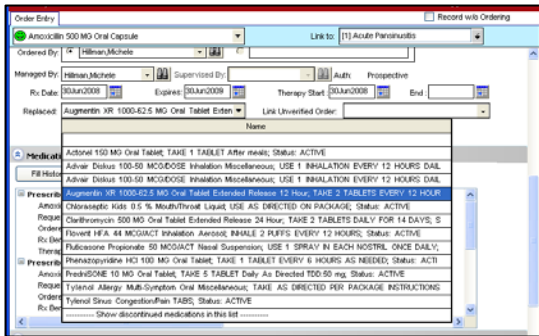 Order Entry
Record w/o Ordering
Amoxicillin 500 MG Oral Capsule
Link to: [1] Acute Pansinusitis
Ordered By: Hillman,Michele
Managed By: Hillman,Michele Supervised By: Auth: Prospective
Rx Date: 30Jun2008 Expires: 30Jun2009 Therapy Start: 30Jun2008 End:
Replaced: Augmentin XR 1000-62.5 MG Oral Tablet Exten Link Unverified Order:
Name
Actonel 150 MG Oral Tablet; TAKE 1 TABLET After meals; Status: ACTIVE
Medicati
Advair Diskus 100-50 MCG/DOSE Inhalation Miscellaneous; USE 1 INHALATION EVERY 12 HOURS DAIL
Fill Histor
Advair Diskus 100-50 MCG/DOSE Inhalation Miscellaneous; USE 1 INHALATION EVERY 12 HOURS DAIL
Prescrib
Augmentin XR 1000-62.5 MG Oral Tablet Extended Release 12 Hour; TAKE 2 TABLETS EVERY 12 HOUR
Amoxi
Chloraseptic Kids 0.5 % Mouth/Throat Liquid; USE AS DIRECTED ON PACKAGE; Status: ACTIVE
Reque
Clarithromycin 500 MG Oral Tablet Extended Release 24 Hour; TAKE 2 TABLETS DAILY FOR 14 DAYS; S
Orders
Flovent HFA 44 MCG/ACT Inhalation Aerosol; INHALE 2 PUFFS EVERY 12 HOURS; Status: ACTIVE
Rx Den
Fluticasone Propionate 50 MCG/ACT Nasal Suspension; USE 1 SPRAY IN EACH NOSTRIL ONCE DAILY;
Therap
Phenazopyridine HCl 100 MG Oral Tablet; TAKE 1 TABLET EVERY 6 HOURS AS NEEDED; Status: ACTI
Prescrib
PredniSONE 10 MG Oral Tablet; TAKE 5 TABLET Daily As Directed TDD:50 mg; Status: ACTIVE
Amoxi
Tylenol Allergy Multi-Symptom Oral Miscellaneous; TAKE AS DIRECTED PER PACKAGE INSTRUCTIONS
Reque
Orders
Tylenol Sinus Congestion/Pain TABS; Status: ACTIVE
Rx Den
---------- Show discontinued medications in this list ----------